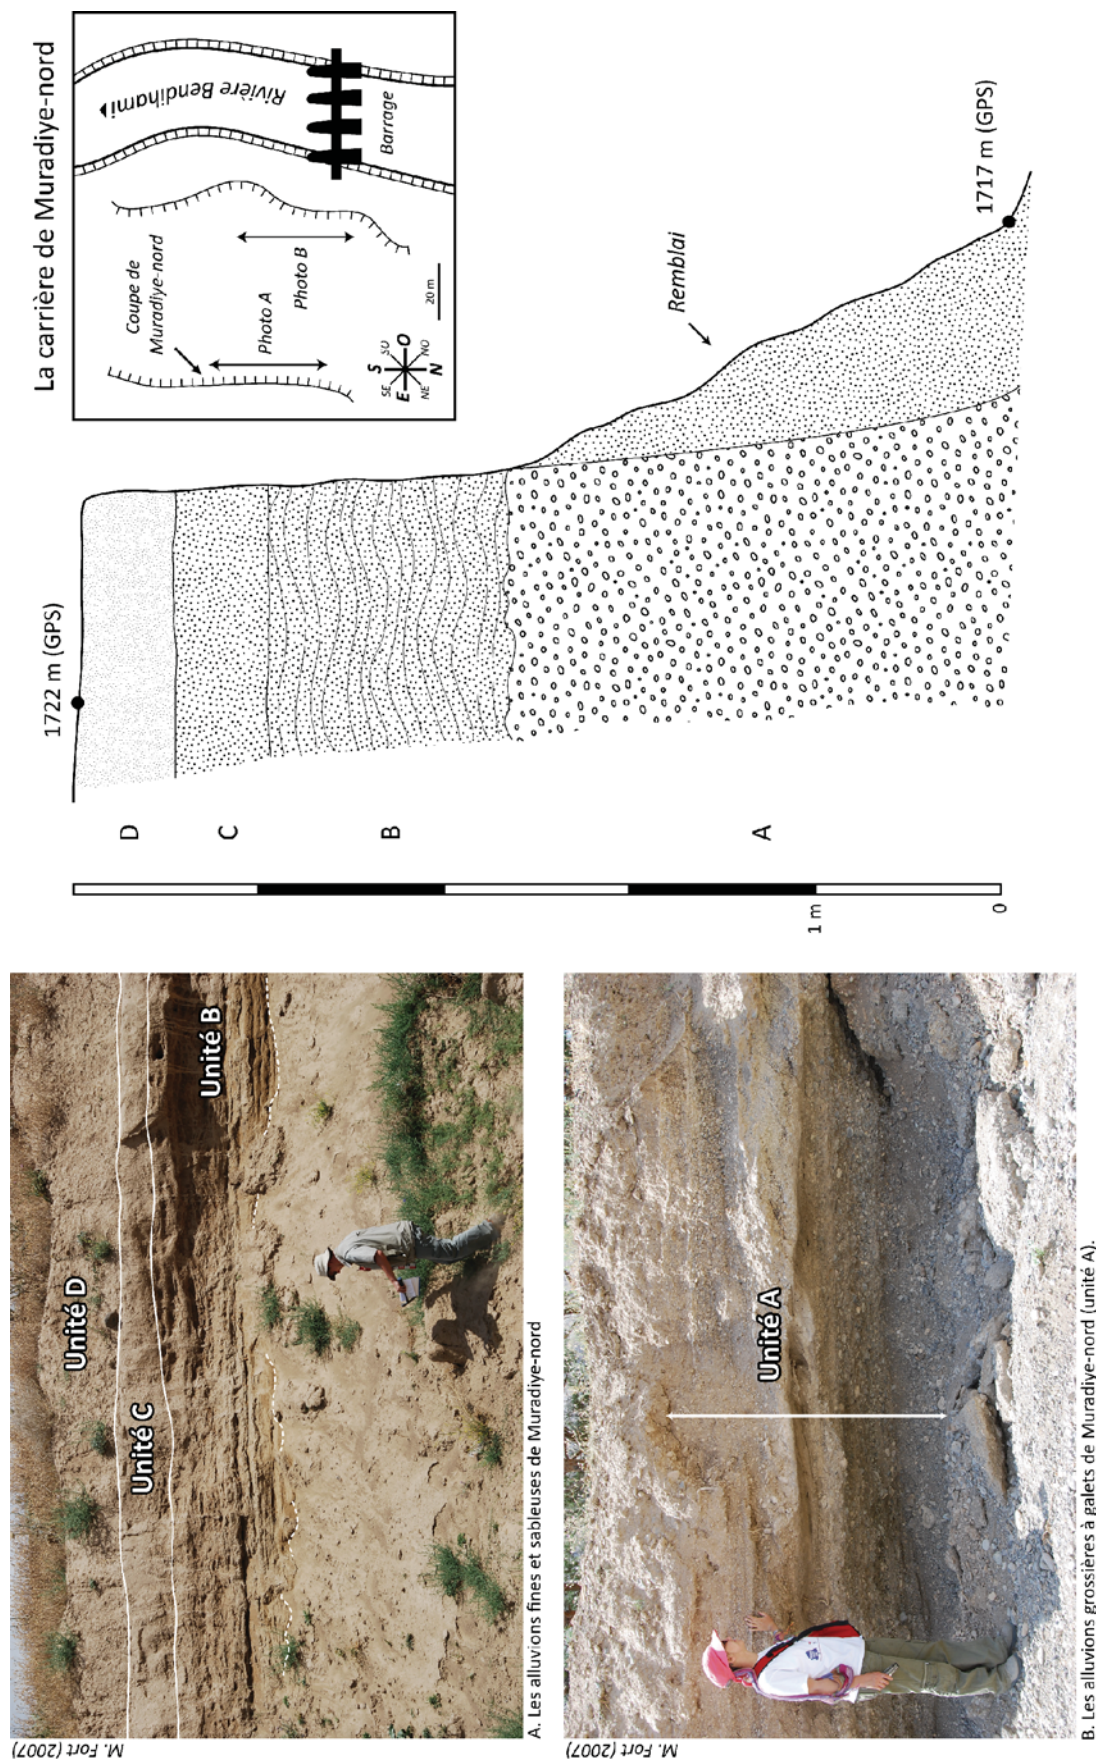 La carrière de Muradiye-nord
Rivière Bendihami
Barrage
Coupe de
Muradiye-nord
Photo A
Photo B
20 m
S
SO
O
NO
N
NE
E
SE
1722 m (GPS)
1717 m (GPS)
Remblai
D
C
B
A
1 m
0
M. Fort (2007)
Unité D
Unité C
Unité B
A. Les alluvions fines et sableuses de Muradiye-nord
M. Fort (2007)
Unité A
B. Les alluvions grossières à galets de Muradiye-nord (unité A).